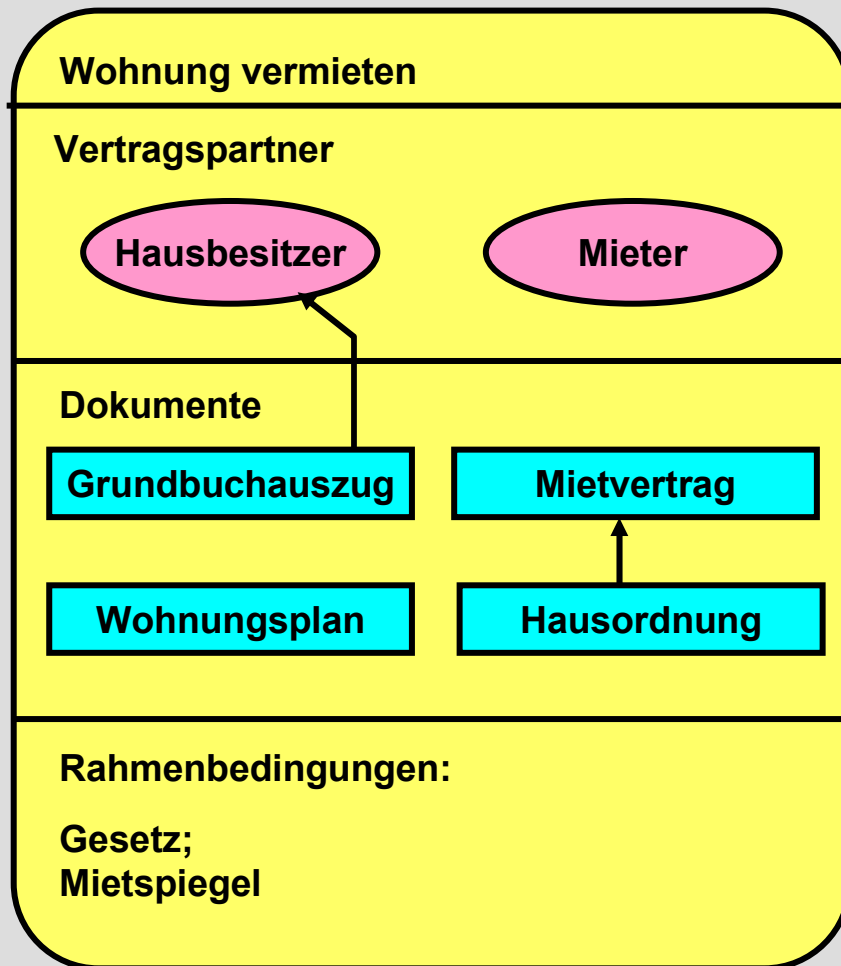 Wohnung vermieten
Vertragspartner
Hausbesitzer
Mieter
Dokumente
Grundbuchauszug
Mietvertrag
Wohnungsplan
Hausordnung
Rahmenbedingungen:
Gesetz;
Mietspiegel